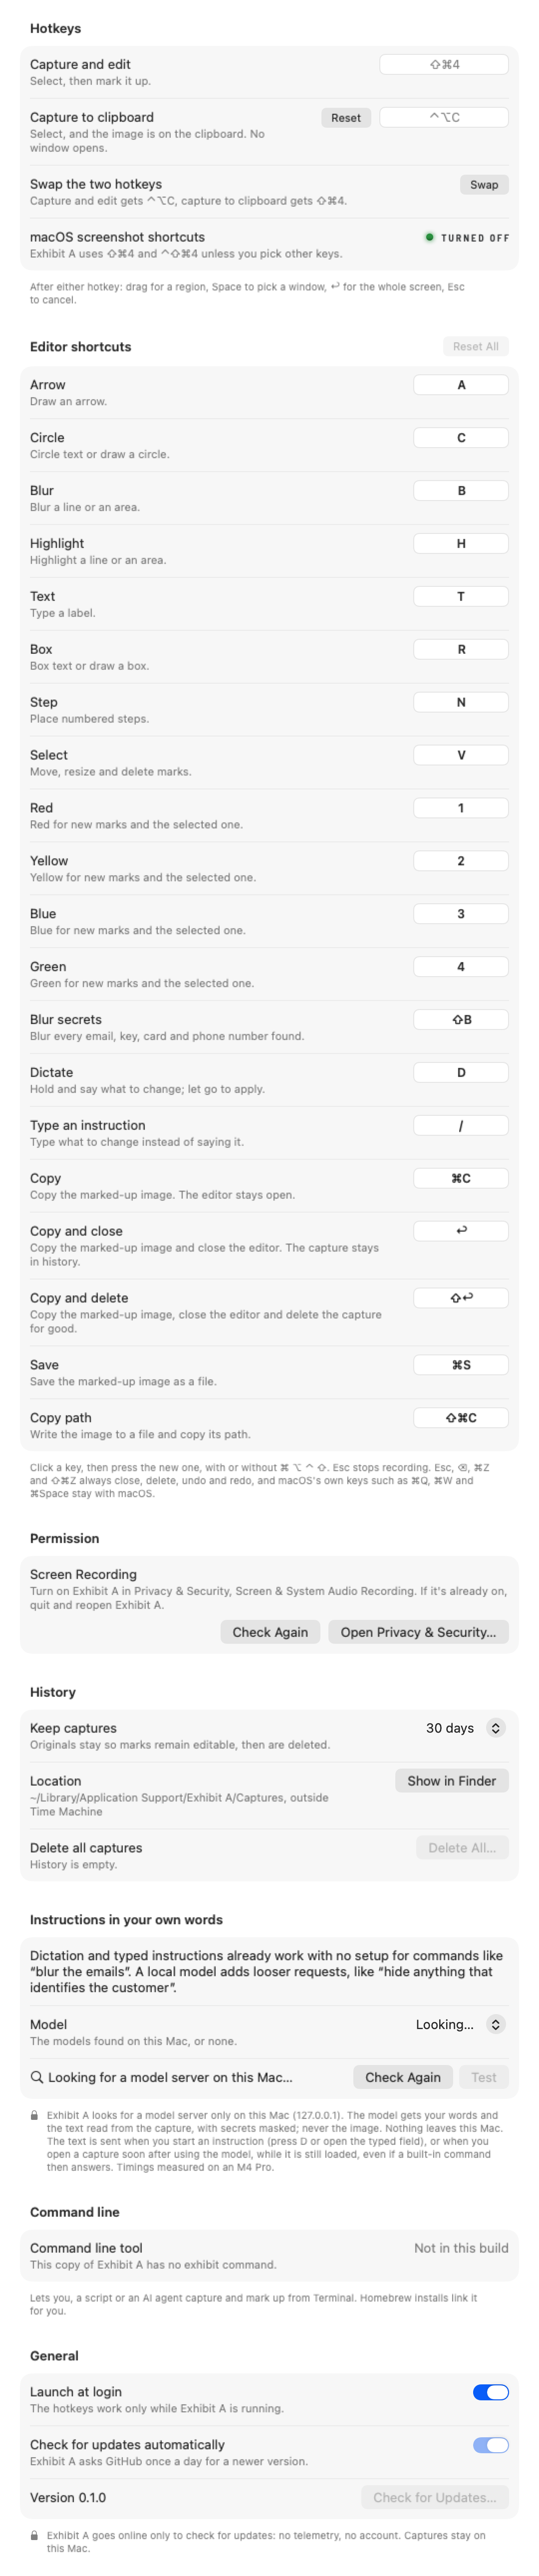 Hotkeys
Capture and edit
⇧⌘4
Select, then mark it up.
Capture to clipboard
Reset
⌃⌥C
Select, and the image is on the clipboard. No
window opens.
Swap the two hotkeys
Swap
Capture and edit gets ⌃⌥C, capture to clipboard gets ⇧⌘4.
macOS screenshot shortcuts
TURNED OFF
Exhibit A uses ⇧⌘4 and ⌃⇧⌘4 unless you pick other keys.
After either hotkey: drag for a region, Space to pick a window, ↩ for the whole screen, Esc
to cancel.
Editor shortcuts
Reset All
Arrow
A
Draw an arrow.
Circle
C
Circle text or draw a circle.
Blur
B
Blur a line or an area.
Highlight
H
Highlight a line or an area.
Text
T
Type a label.
Box
R
Box text or draw a box.
Step
N
Place numbered steps.
Select
V
Move, resize and delete marks.
Red
1
Red for new marks and the selected one.
Yellow
2
Yellow for new marks and the selected one.
Blue
3
Blue for new marks and the selected one.
Green
4
Green for new marks and the selected one.
Blur secrets
⇧B
Blur every email, key, card and phone number found.
Dictate
D
Hold and say what to change; let go to apply.
Type an instruction
/
Type what to change instead of saying it.
Copy
⌘C
Copy the marked-up image. The editor stays open.
Copy and close
↩
Copy the marked-up image and close the editor. The capture stays
in history.
Copy and delete
⇧↩
Copy the marked-up image, close the editor and delete the capture
for good.
Save
⌘S
Save the marked-up image as a file.
Copy path
⇧⌘C
Write the image to a file and copy its path.
Click a key, then press the new one, with or without ⌘ ⌥ ⌃ ⇧. Esc stops recording. Esc, ⌫, ⌘Z
and ⇧⌘Z always close, delete, undo and redo, and macOS's own keys such as ⌘Q, ⌘W and
⌘Space stay with macOS.
Permission
Screen Recording
Turn on Exhibit A in Privacy & Security, Screen & System Audio Recording. If it's already on,
quit and reopen Exhibit A.
Check Again
Open Privacy & Security...
History
Keep captures
30 days
Originals stay so marks remain editable, then are deleted.
Location
Show in Finder
~/Library/Application Support/Exhibit A/Captures, outside
Time Machine
Delete all captures
Delete All...
History is empty.
Instructions in your own words
Dictation and typed instructions already work with no setup for commands like
“blur the emails”. A local model adds looser requests, like “hide anything that
identifies the customer”.
Model
Looking...
The models found on this Mac, or none.
Looking for a model server on this Mac...
Check Again
Test
Exhibit A looks for a model server only on this Mac (127.0.0.1). The model gets your words and
the text read from the capture, with secrets masked; never the image. Nothing leaves this Mac.
The text is sent when you start an instruction (press D or open the typed field), or when you
open a capture soon after using the model, while it is still loaded, even if a built-in command
then answers. Timings measured on an M4 Pro.
Command line
Command line tool
Not in this build
This copy of Exhibit A has no exhibit command.
Lets you, a script or an AI agent capture and mark up from Terminal. Homebrew installs link it
for you.
General
Launch at login
The hotkeys work only while Exhibit A is running.
Check for updates automatically
Exhibit A asks GitHub once a day for a newer version.
Version 0.1.0
Check for Updates...
Exhibit A goes online only to check for updates: no telemetry, no account. Captures stay on
this Mac.